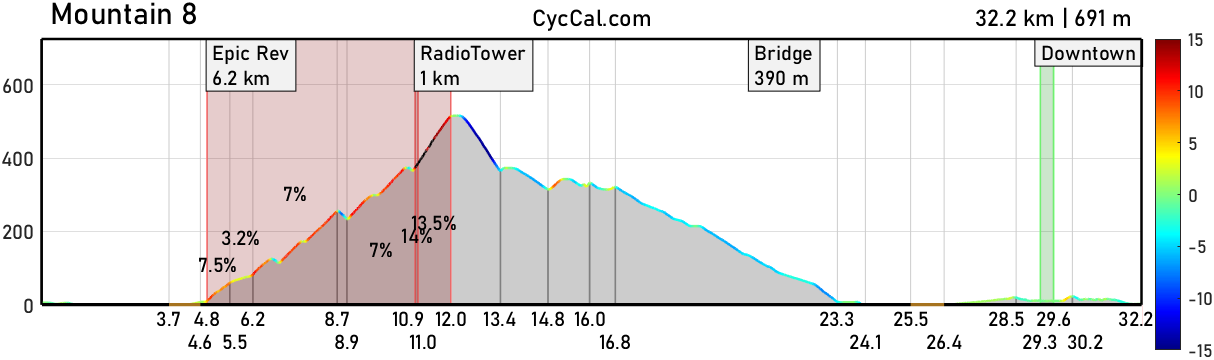 Mountain 8
CycCal.com
32.2 km | 691 m
Epic Rev
6.2 km
RadioTower
1 km
Bridge
390 m
Downtown
600
400
200
0
7.5%
3.2%
7%
7%
14%
13.5%
3.7 4.8 6.2 8.7 10.9 12.0 13.4 14.8 16.0 23.3 25.5 28.5 29.6 32.2
4.6 5.5 8.9 11.0 16.8 24.1 26.4 29.3 30.2
15
10
5
0
−5
−10
−15